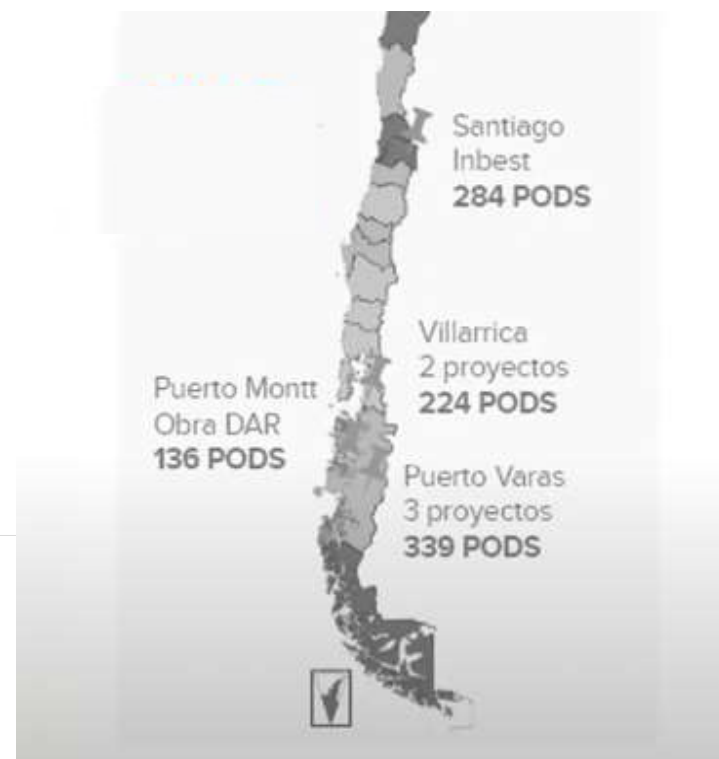 Santiago
Inbest
284 PODS
Villarrica
2 proyectos
224 PODS
Puerto Montt
Obra DAR
136 PODS
Puerto Varas
3 proyectos
339 PODS